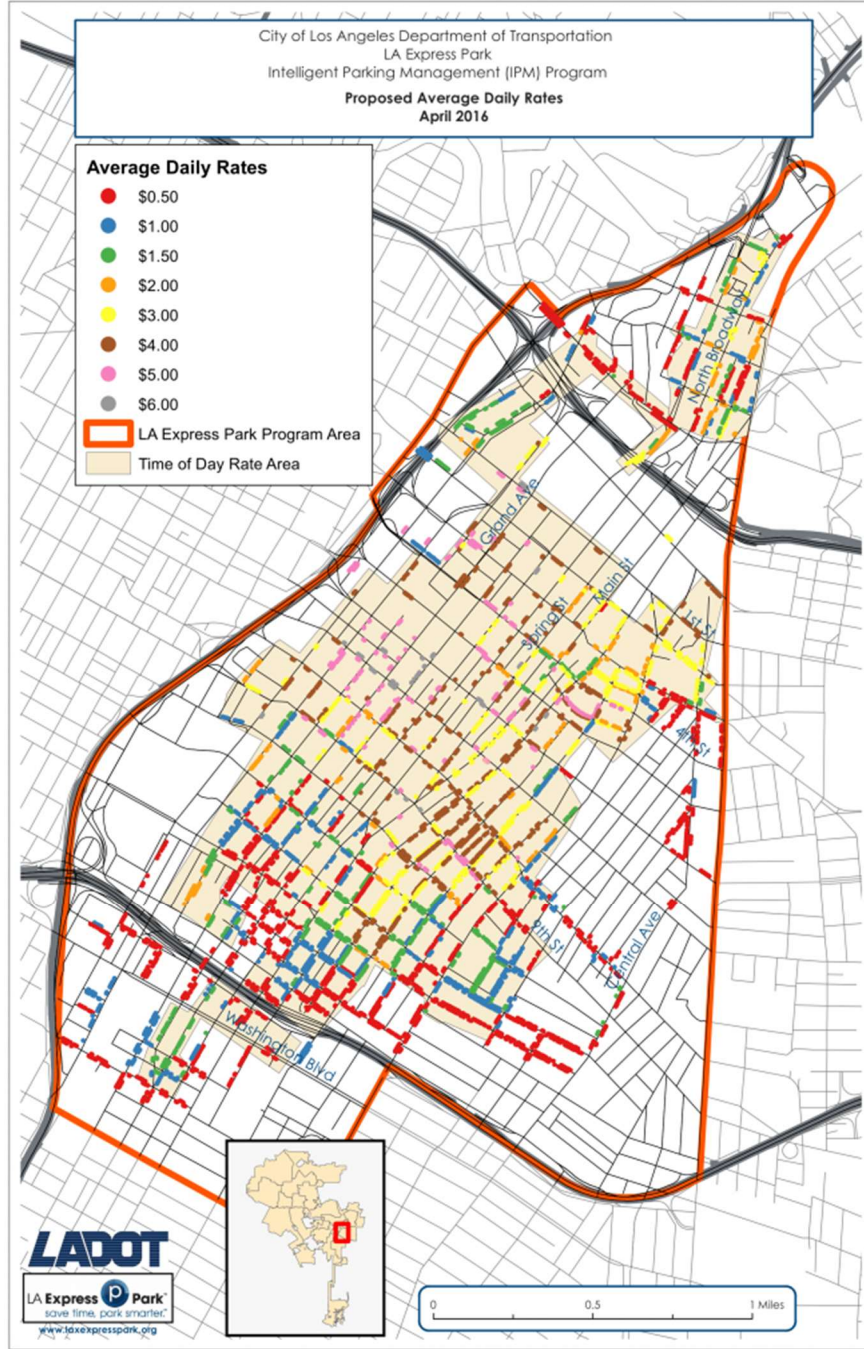 City of Los Angeles Department of Transportation
LA Express Park
Intelligent Parking Management (IPM) Program
Proposed Average Daily Rates
April 2016
Average Daily Rates
$0.50
$1.00
$1.50
$2.00
$3.00
$4.00
$5.00
$6.00
LA Express Park Program Area
Time of Day Rate Area
North Broadway
Grand Ave
Main St
Spring St
1st St
4th St
9th St
Central Ave
Washington Blvd
LADOT
LA Express P Park™
save time, park smarter.™
www.laexpresspark.org
0 0.5 1 Miles